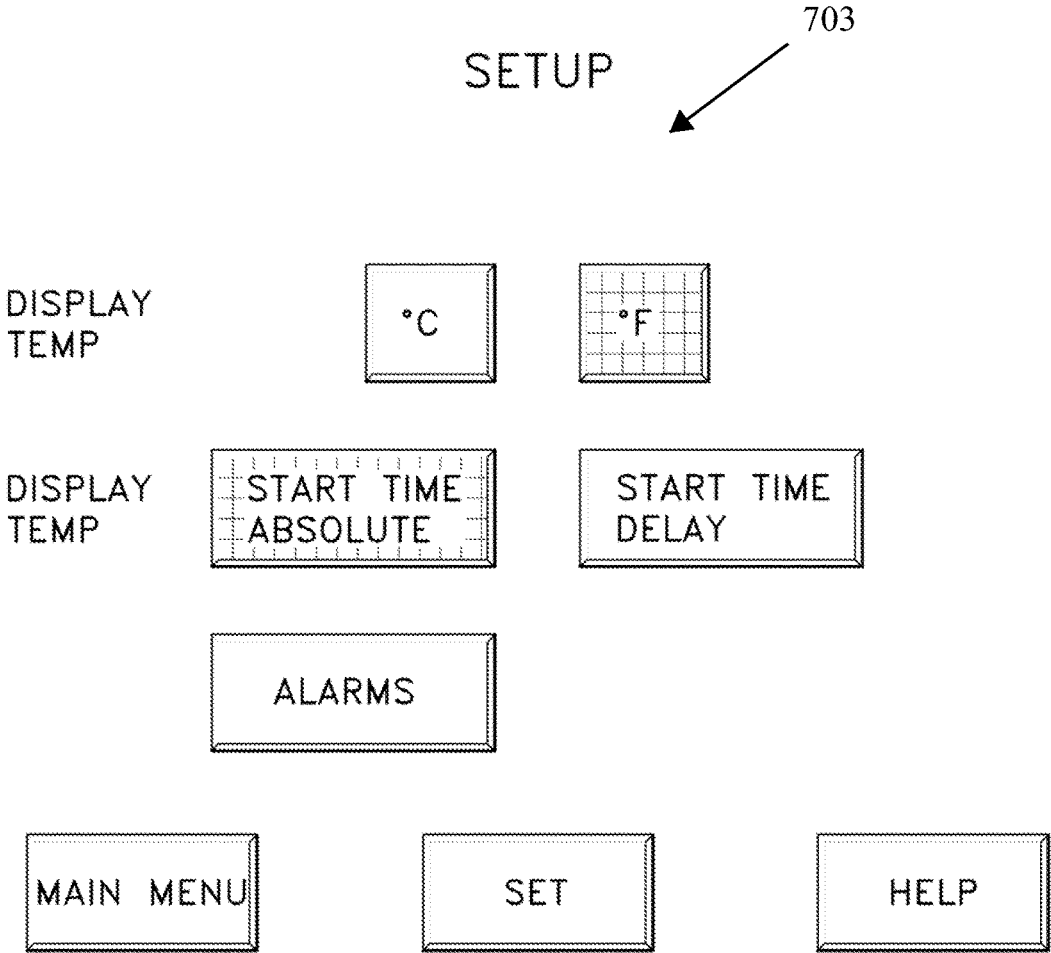 703
SETUP
DISPLAY
TEMP
°C
°F
DISPLAY
TEMP
START TIME
ABSOLUTE
START TIME
DELAY
ALARMS
MAIN MENU
SET
HELP